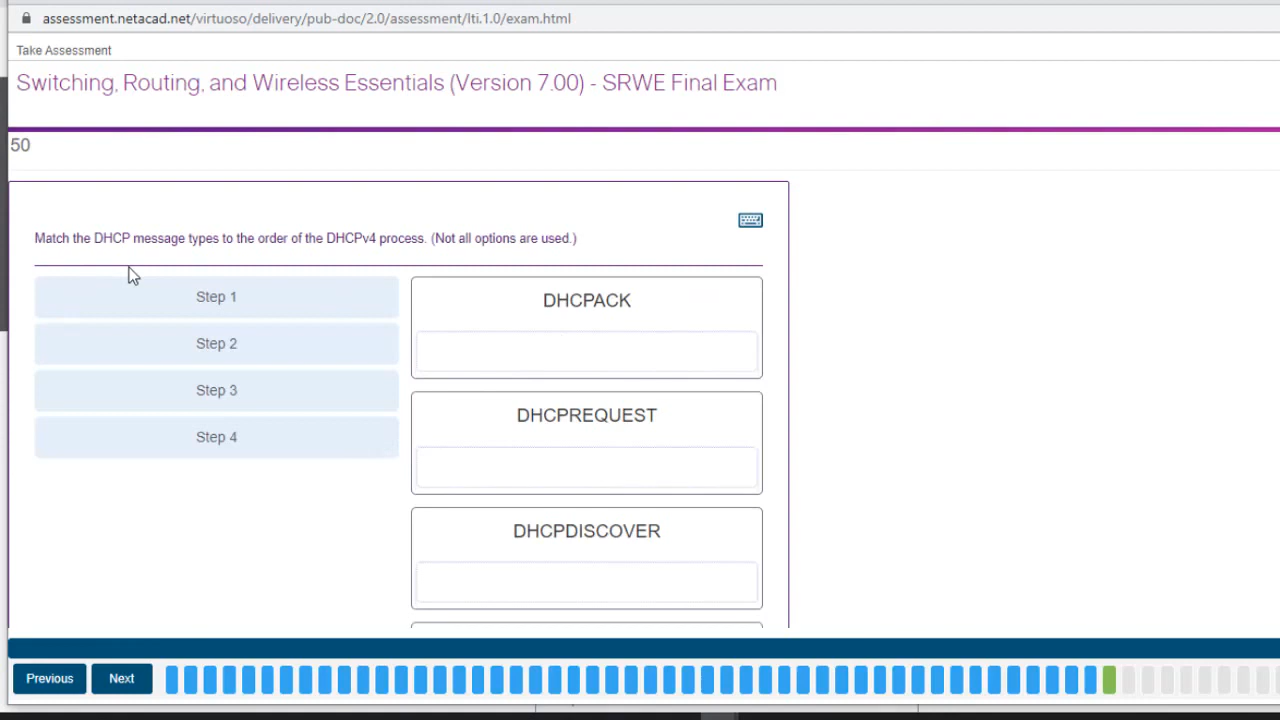 assessment.netacad.net/virtuoso/delivery/pub-doc/2.0/assessment/lti.1.0/exam.html
Take Assessment
Switching, Routing, and Wireless Essentials (Version 7.00) - SRWE Final Exam
50
Match the DHCP message types to the order of the DHCPv4 process. (Not all options are used.)
Step 1
Step 2
Step 3
Step 4
DHCPACK
DHCPREQUEST
DHCPDISCOVER
Previous
Next